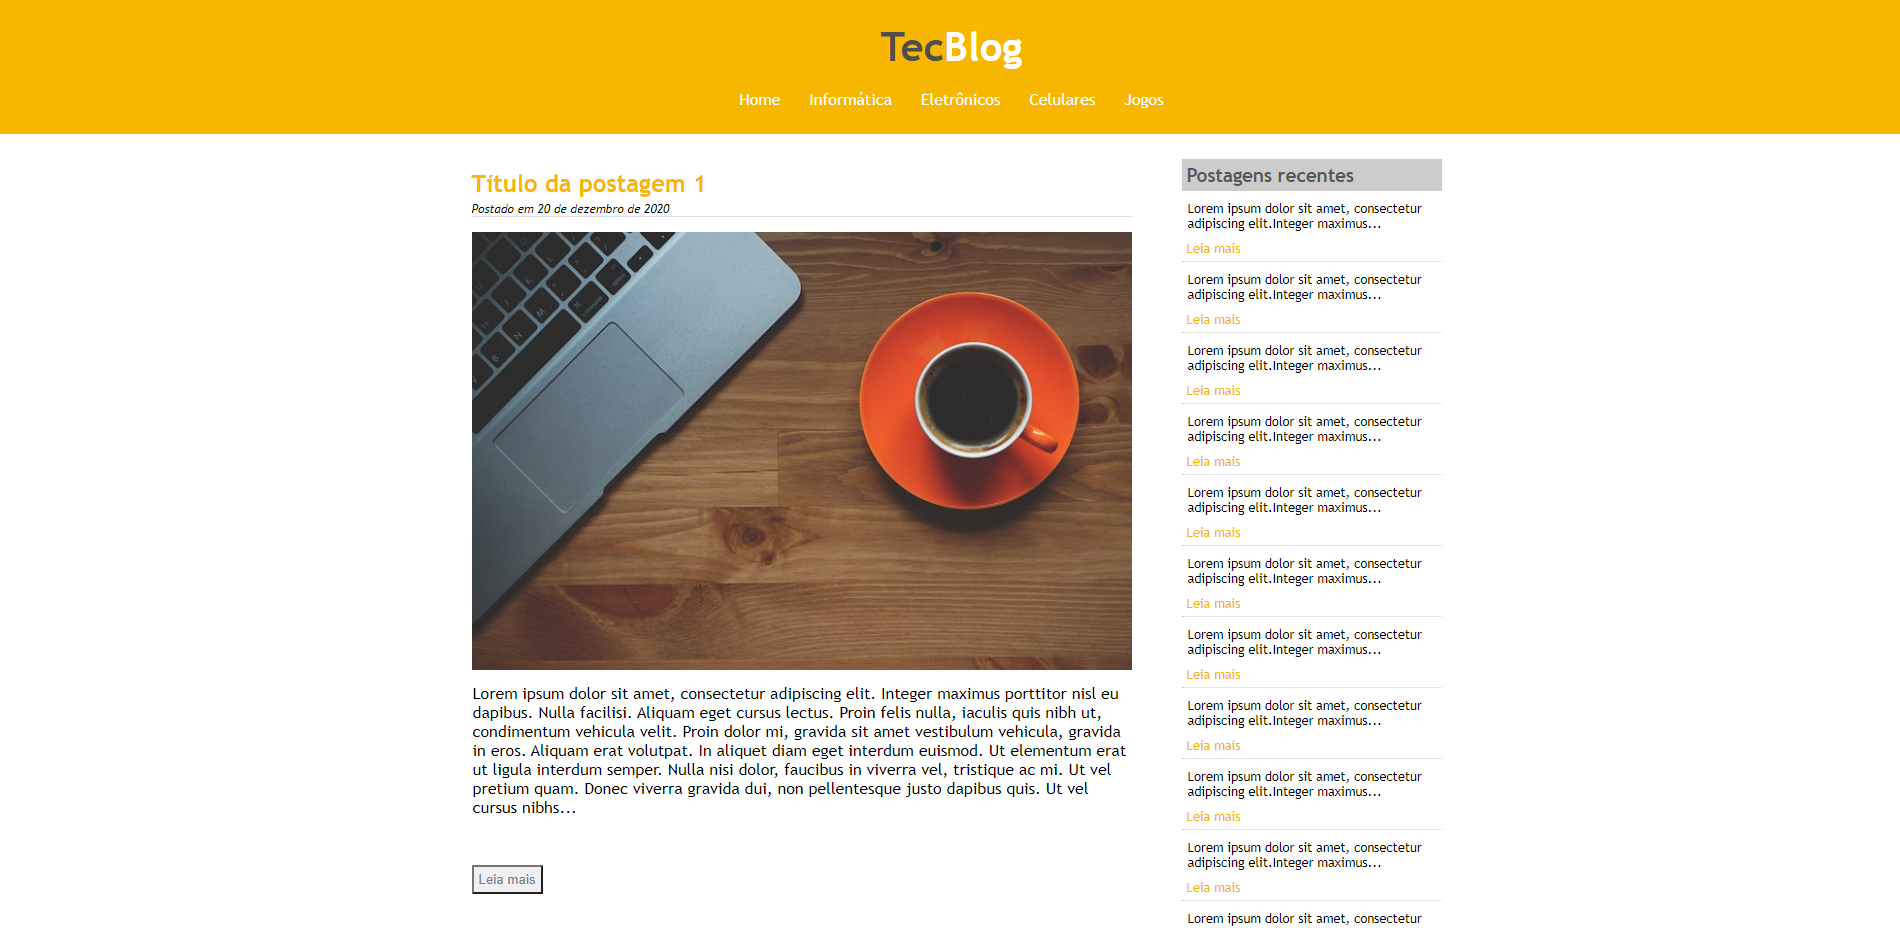 TecBlog
Home Informática Eletrônicos Celulares Jogos
Título da postagem 1
Postado em 20 de dezembro de 2020
Lorem ipsum dolor sit amet, consectetur adipiscing elit. Integer maximus porttitor nisl eu
dapibus. Nulla facilisi. Aliquam eget cursus lectus. Proin felis nulla, iaculis quis nibh ut,
condimentum vehicula velit. Proin dolor mi, gravida sit amet vestibulum vehicula, gravida
in eros. Aliquam erat volutpat. In aliquet diam eget interdum euismod. Ut elementum erat
ut ligula interdum semper. Nulla nisi dolor, faucibus in viverra vel, tristique ac mi. Ut vel
pretium quam. Donec viverra gravida dui, non pellentesque justo dapibus quis. Ut vel
cursus nibhs...
Leia mais
Postagens recentes
Lorem ipsum dolor sit amet, consectetur
adipiscing elit.Integer maximus...
Leia mais
Lorem ipsum dolor sit amet, consectetur
adipiscing elit.Integer maximus...
Leia mais
Lorem ipsum dolor sit amet, consectetur
adipiscing elit.Integer maximus...
Leia mais
Lorem ipsum dolor sit amet, consectetur
adipiscing elit.Integer maximus...
Leia mais
Lorem ipsum dolor sit amet, consectetur
adipiscing elit.Integer maximus...
Leia mais
Lorem ipsum dolor sit amet, consectetur
adipiscing elit.Integer maximus...
Leia mais
Lorem ipsum dolor sit amet, consectetur
adipiscing elit.Integer maximus...
Leia mais
Lorem ipsum dolor sit amet, consectetur
adipiscing elit.Integer maximus...
Leia mais
Lorem ipsum dolor sit amet, consectetur
adipiscing elit.Integer maximus...
Leia mais
Lorem ipsum dolor sit amet, consectetur
adipiscing elit.Integer maximus...
Leia mais
Lorem ipsum dolor sit amet, consectetur